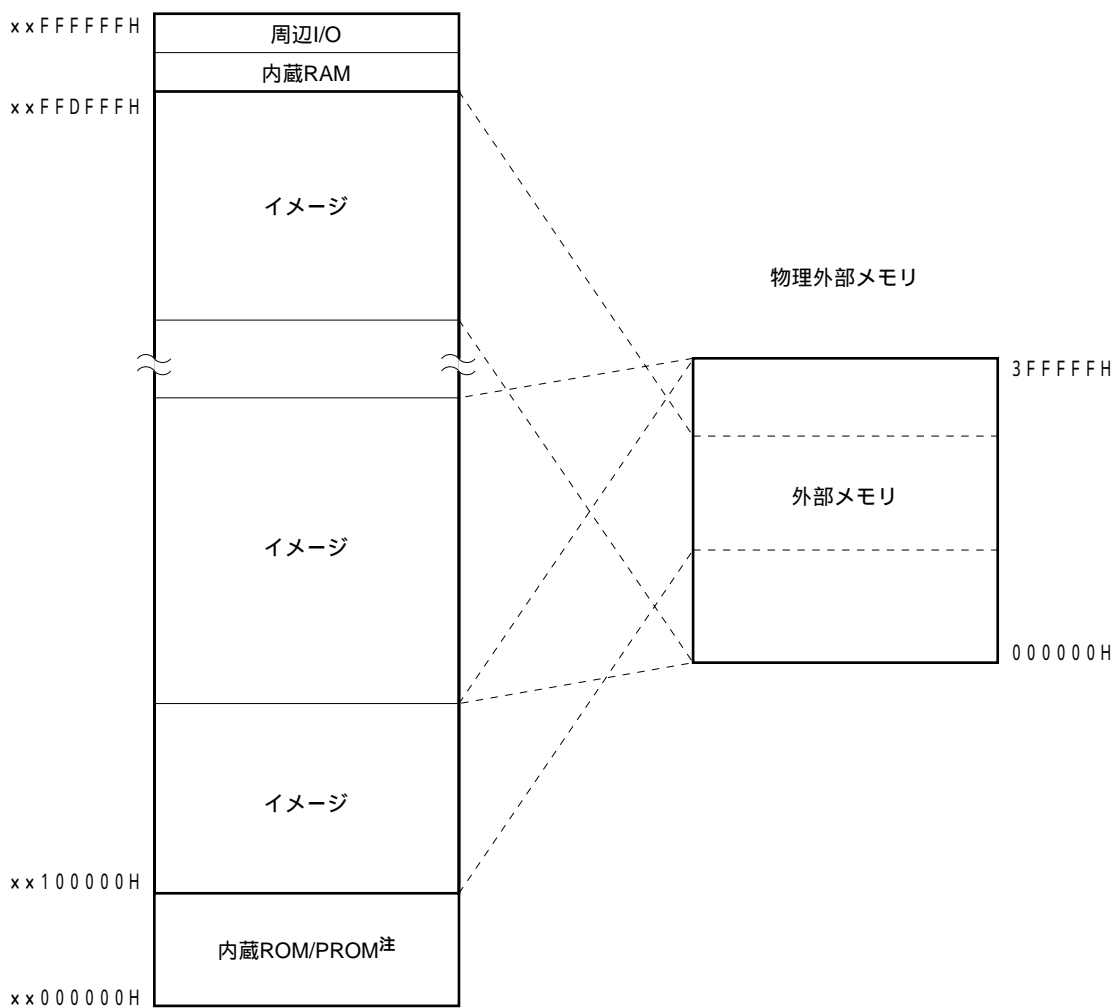 xxFFFFFFH
周辺I/O
内蔵RAM
xxFFDFFFH
イメージ
物理外部メモリ
3FFFFFH
外部メモリ
イメージ
000000H
イメージ
xx100000H
内蔵ROM/PROM注
xx000000H